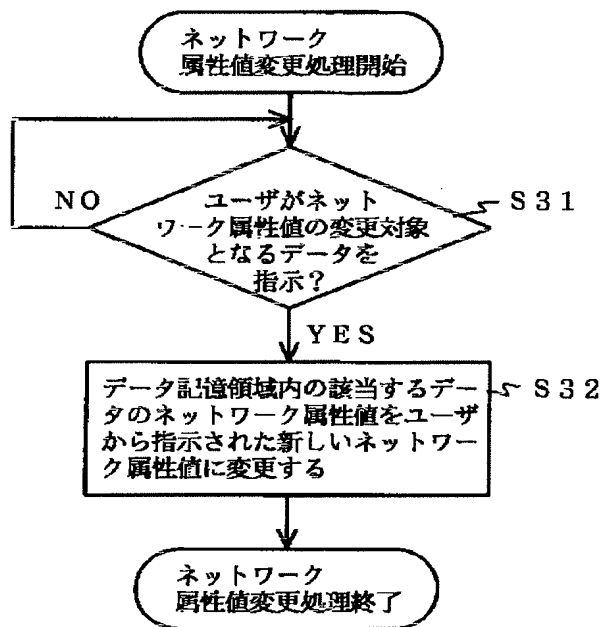 ネットワーク
属性値変更処理開始
NO
ユーザがネット
ワーク属性値の変更対象
となるデータを
指示？
S31
YES
データ記憶領域内の該当するデー
タのネットワーク属性値をユーザ
から指示された新しいネットワー
ク属性値に変更する
S32
ネットワーク
属性値変更処理終了